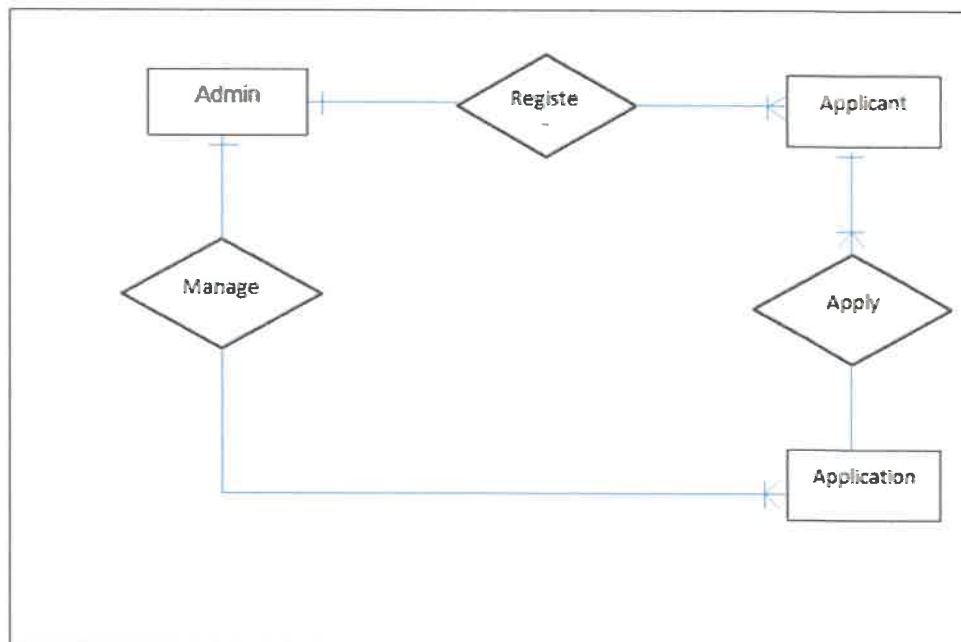 Admin
Registe
Applicant
Manage
Apply
Application